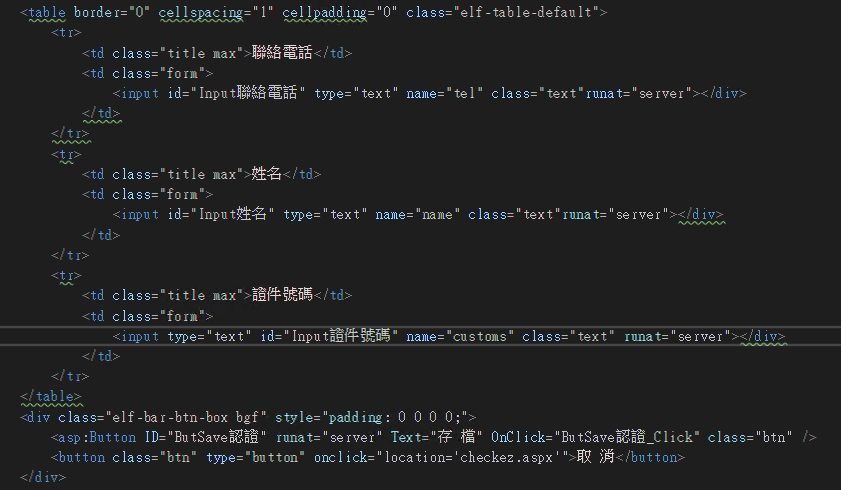 <table border="0" cellspacing="1" cellpadding="0" class="elf-table-default">
<tr>
<td class="title max">聯絡電話</td>
<td class="form">
<input id="Input聯絡電話" type="text" name="tel" class="text"runat="server"></div>
</td>
</tr>
<tr>
<td class="title max">姓名</td>
<td class="form">
<input id="Input姓名" type="text" name="name" class="text"runat="server"></div>
</td>
</tr>
<tr>
<td class="title max">證件號碼</td>
<td class="form">
<input type="text" id="Input證件號碼" name="customs" class="text" runat="server"></div>
</td>
</tr>
</table>
<div class="elf-bar-btn-box bgf" style="padding: 0 0 0 0;">
<asp:Button ID="ButSave認證" runat="server" Text="存 檔" OnClick="ButSave認證_Click" class="btn" />
<button class="btn" type="button" onclick="location='checkez.aspx'">取 消</button>
</div>